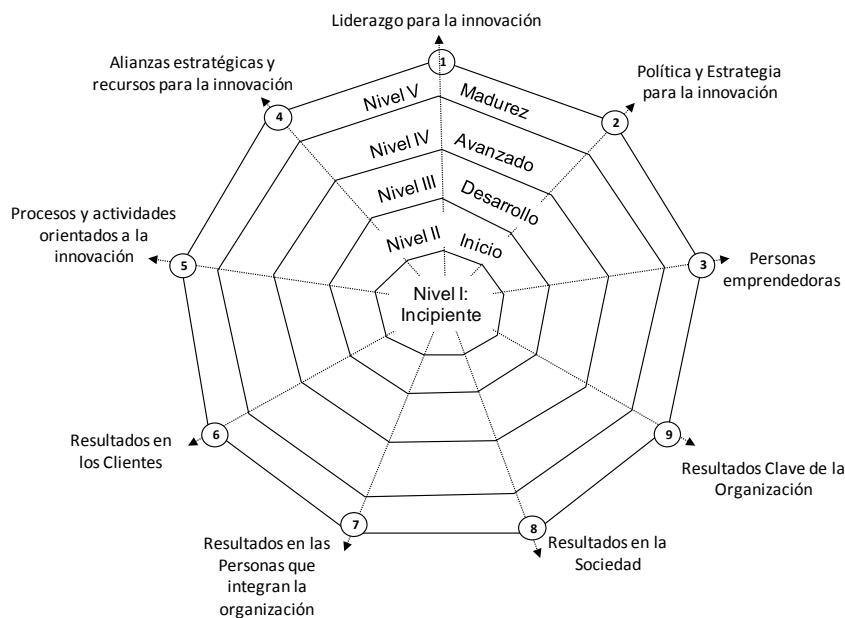 Liderazgo para la innovación
1
Alianzas estratégicas y
recursos para la innovación
4
Política y Estrategia
para la innovación
2
Nivel V
Madurez
Nivel IV
Avanzado
Nivel III
Desarrollo
Nivel II
Inicio
Nivel I:
Incipiente
Procesos y actividades
orientados a la
innovación
5
3
Personas
emprendedoras
Resultados en
los Clientes
6
9
Resultados Clave de la
Organización
7
Resultados en las
Personas que
integran la
organización
8
Resultados en la
Sociedad